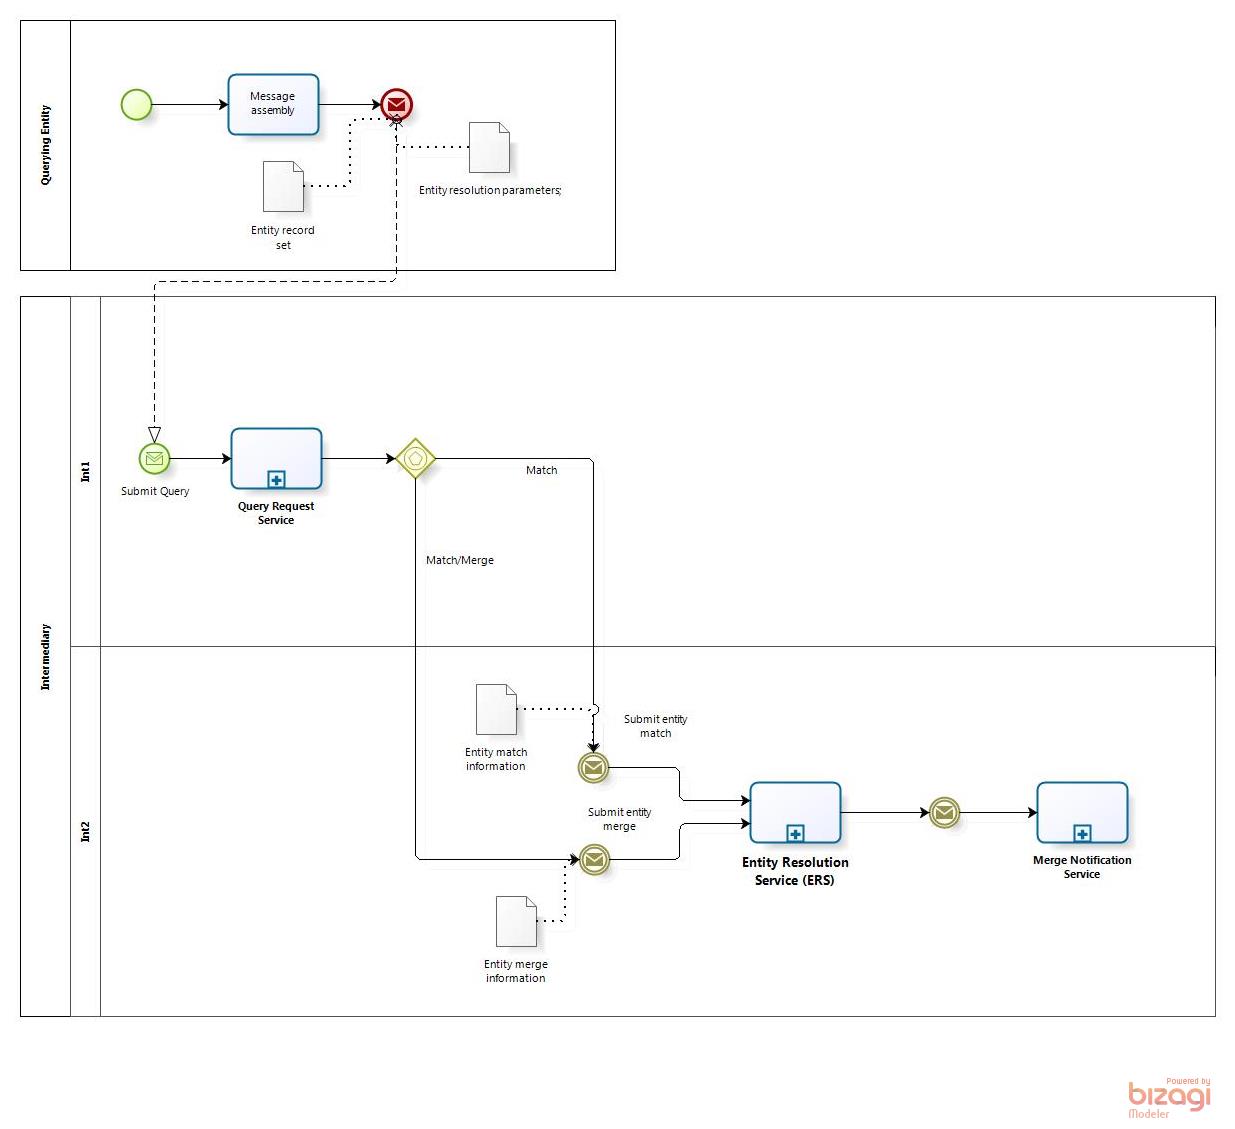 Querying Entity
Message
assembly
Entity resolution parameters;
Entity record
set
Intermediary
Int1
Submit Query
Query Request
Service
Match
Match/Merge
Int2
Entity match
information
Submit entity
match
Submit entity
merge
Entity Resolution
Service (ERS)
Merge Notification
Service
Entity merge
information
Powered by
bizagi
Modeler